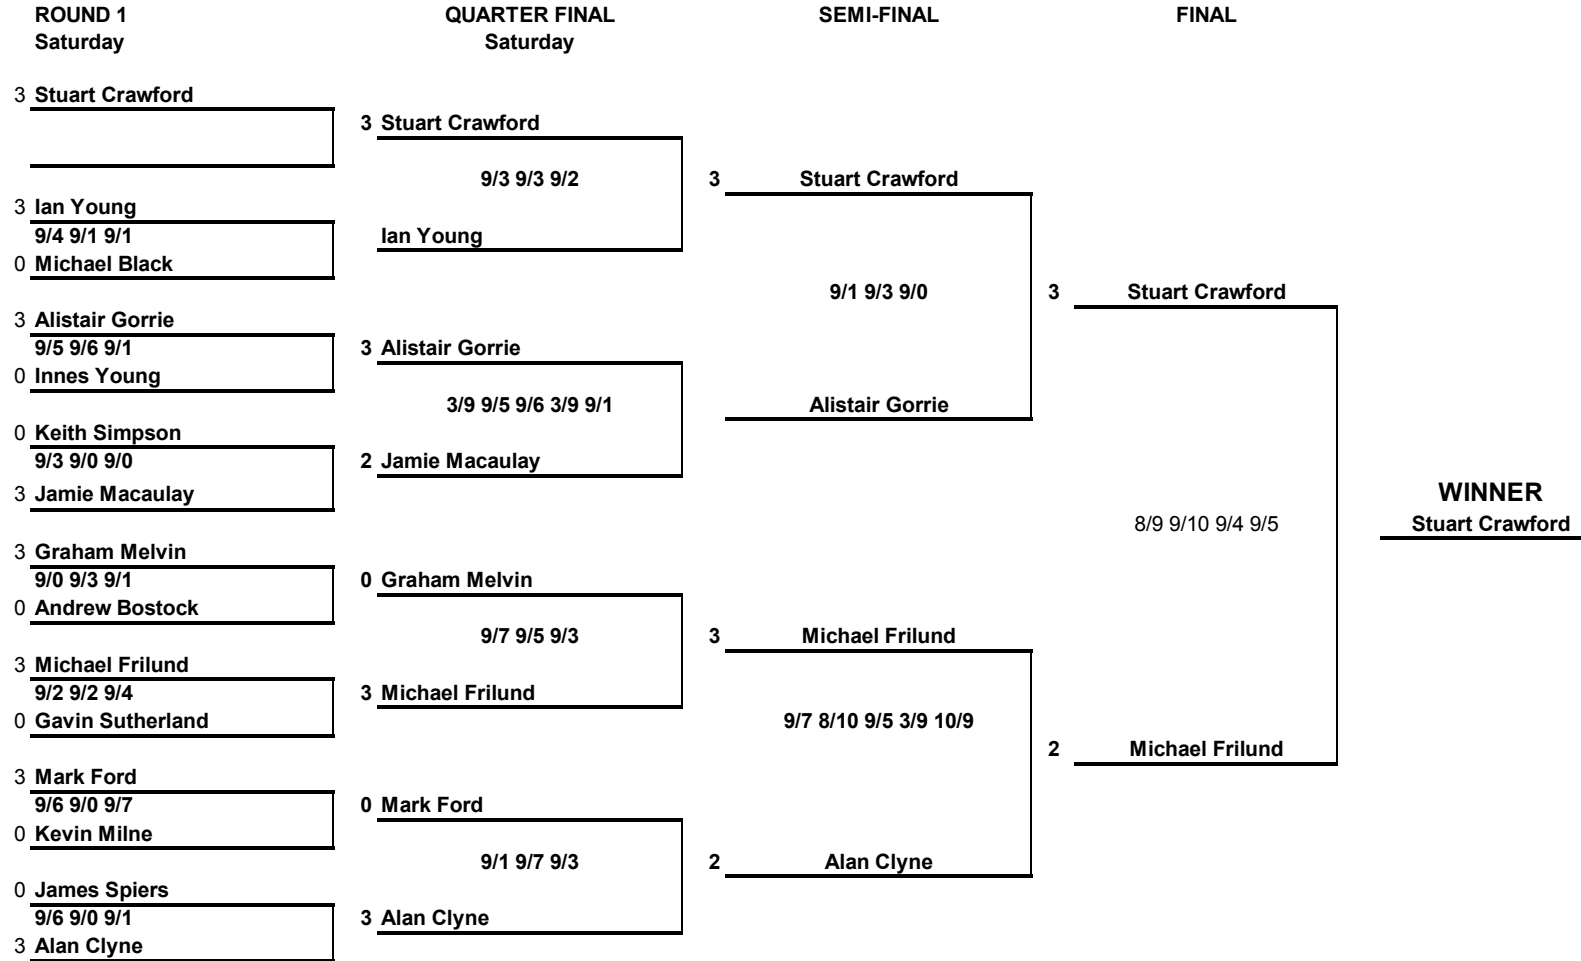 ROUND 1
Saturday
3 Stuart Crawford
3 Ian Young
9/4 9/1 9/1
0 Michael Black
3 Alistair Gorrie
9/5 9/6 9/1
0 Innes Young
0 Keith Simpson
9/3 9/0 9/0
3 Jamie Macaulay
3 Graham Melvin
9/0 9/3 9/1
0 Andrew Bostock
3 Michael Frilund
9/2 9/2 9/4
0 Gavin Sutherland
3 Mark Ford
9/6 9/0 9/7
0 Kevin Milne
0 James Spiers
9/6 9/0 9/1
3 Alan Clyne
QUARTER FINAL
Saturday
3 Stuart Crawford
9/3 9/3 9/2
Ian Young
3 Alistair Gorrie
3/9 9/5 9/6 3/9 9/1
2 Jamie Macaulay
0 Graham Melvin
9/7 9/5 9/3
3 Michael Frilund
0 Mark Ford
9/1 9/7 9/3
3 Alan Clyne
SEMI-FINAL
3 Stuart Crawford
9/1 9/3 9/0
Alistair Gorrie
3 Michael Frilund
9/7 8/10 9/5 3/9 10/9
2 Alan Clyne
FINAL
3 Stuart Crawford
8/9 9/10 9/4 9/5
2 Michael Frilund
WINNER
Stuart Crawford